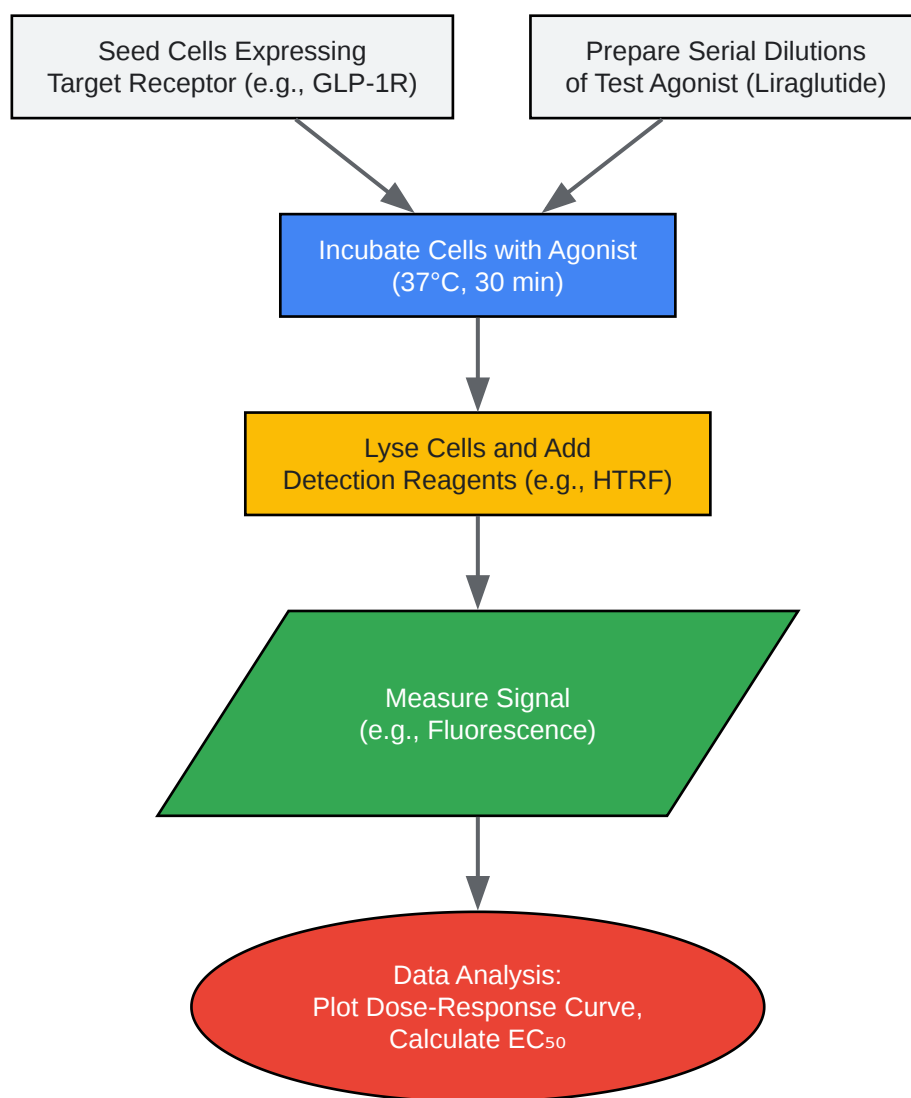 Seed Cells Expressing
Target Receptor (e.g., GLP-1R)
Prepare Serial Dilutions
of Test Agonist (Liraglutide)
Incubate Cells with Agonist
(37°C, 30 min)
Lyse Cells and Add
Detection Reagents (e.g., HTRF)
Measure Signal
(e.g., Fluorescence)
Data Analysis:
Plot Dose-Response Curve,
Calculate EC₅₀